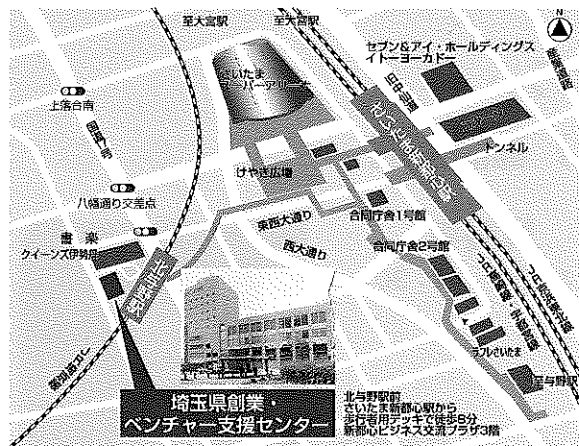 至大宮駅
至大宮駅
N
セブン&アイ・ホールディングス
イトーヨーカドー
さいたま
スーパーアリーナ
上落合南
さいたま新都心駅
トンネル
けやき広場
八幡通り交差点
東西大通り
合同庁舎1号館
書楽
クイーンズ伊勢丹
西大通り
合同庁舎2号館
北与野駅
ラフレさいたま
至与野駅
埼玉県創業・
ベンチャー支援センター
北与野駅前
さいたま新都心駅から
歩行者用デッキで徒歩8分
新都心ビジネス交流プラザ3階